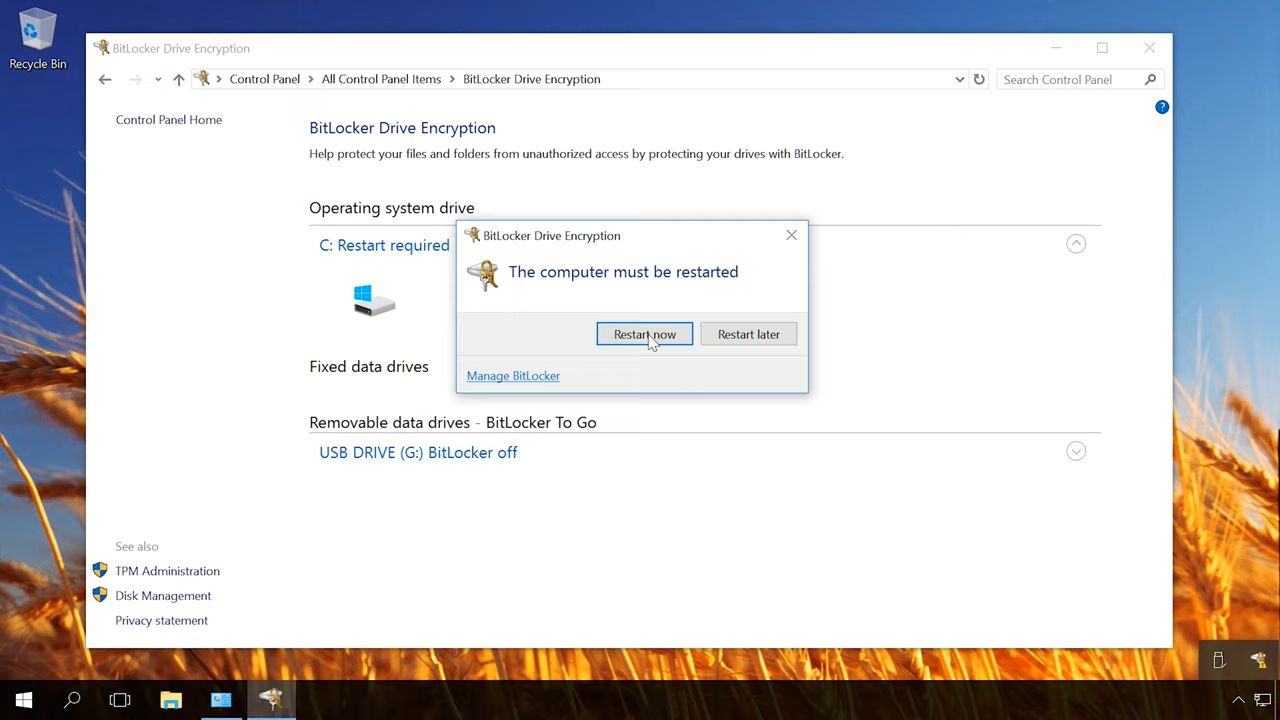 Recycle Bin
BitLocker Drive Encryption
Control Panel > All Control Panel Items > BitLocker Drive Encryption
Search Control Panel
?
Control Panel Home
BitLocker Drive Encryption
Help protect your files and folders from unauthorized access by protecting your drives with BitLocker.
Operating system drive
C: Restart required
BitLocker Drive Encryption
The computer must be restarted
Restart now
Restart later
Manage BitLocker
Fixed data drives
Removable data drives - BitLocker To Go
USB DRIVE (G:) BitLocker off
See also
TPM Administration
Disk Management
Privacy statement